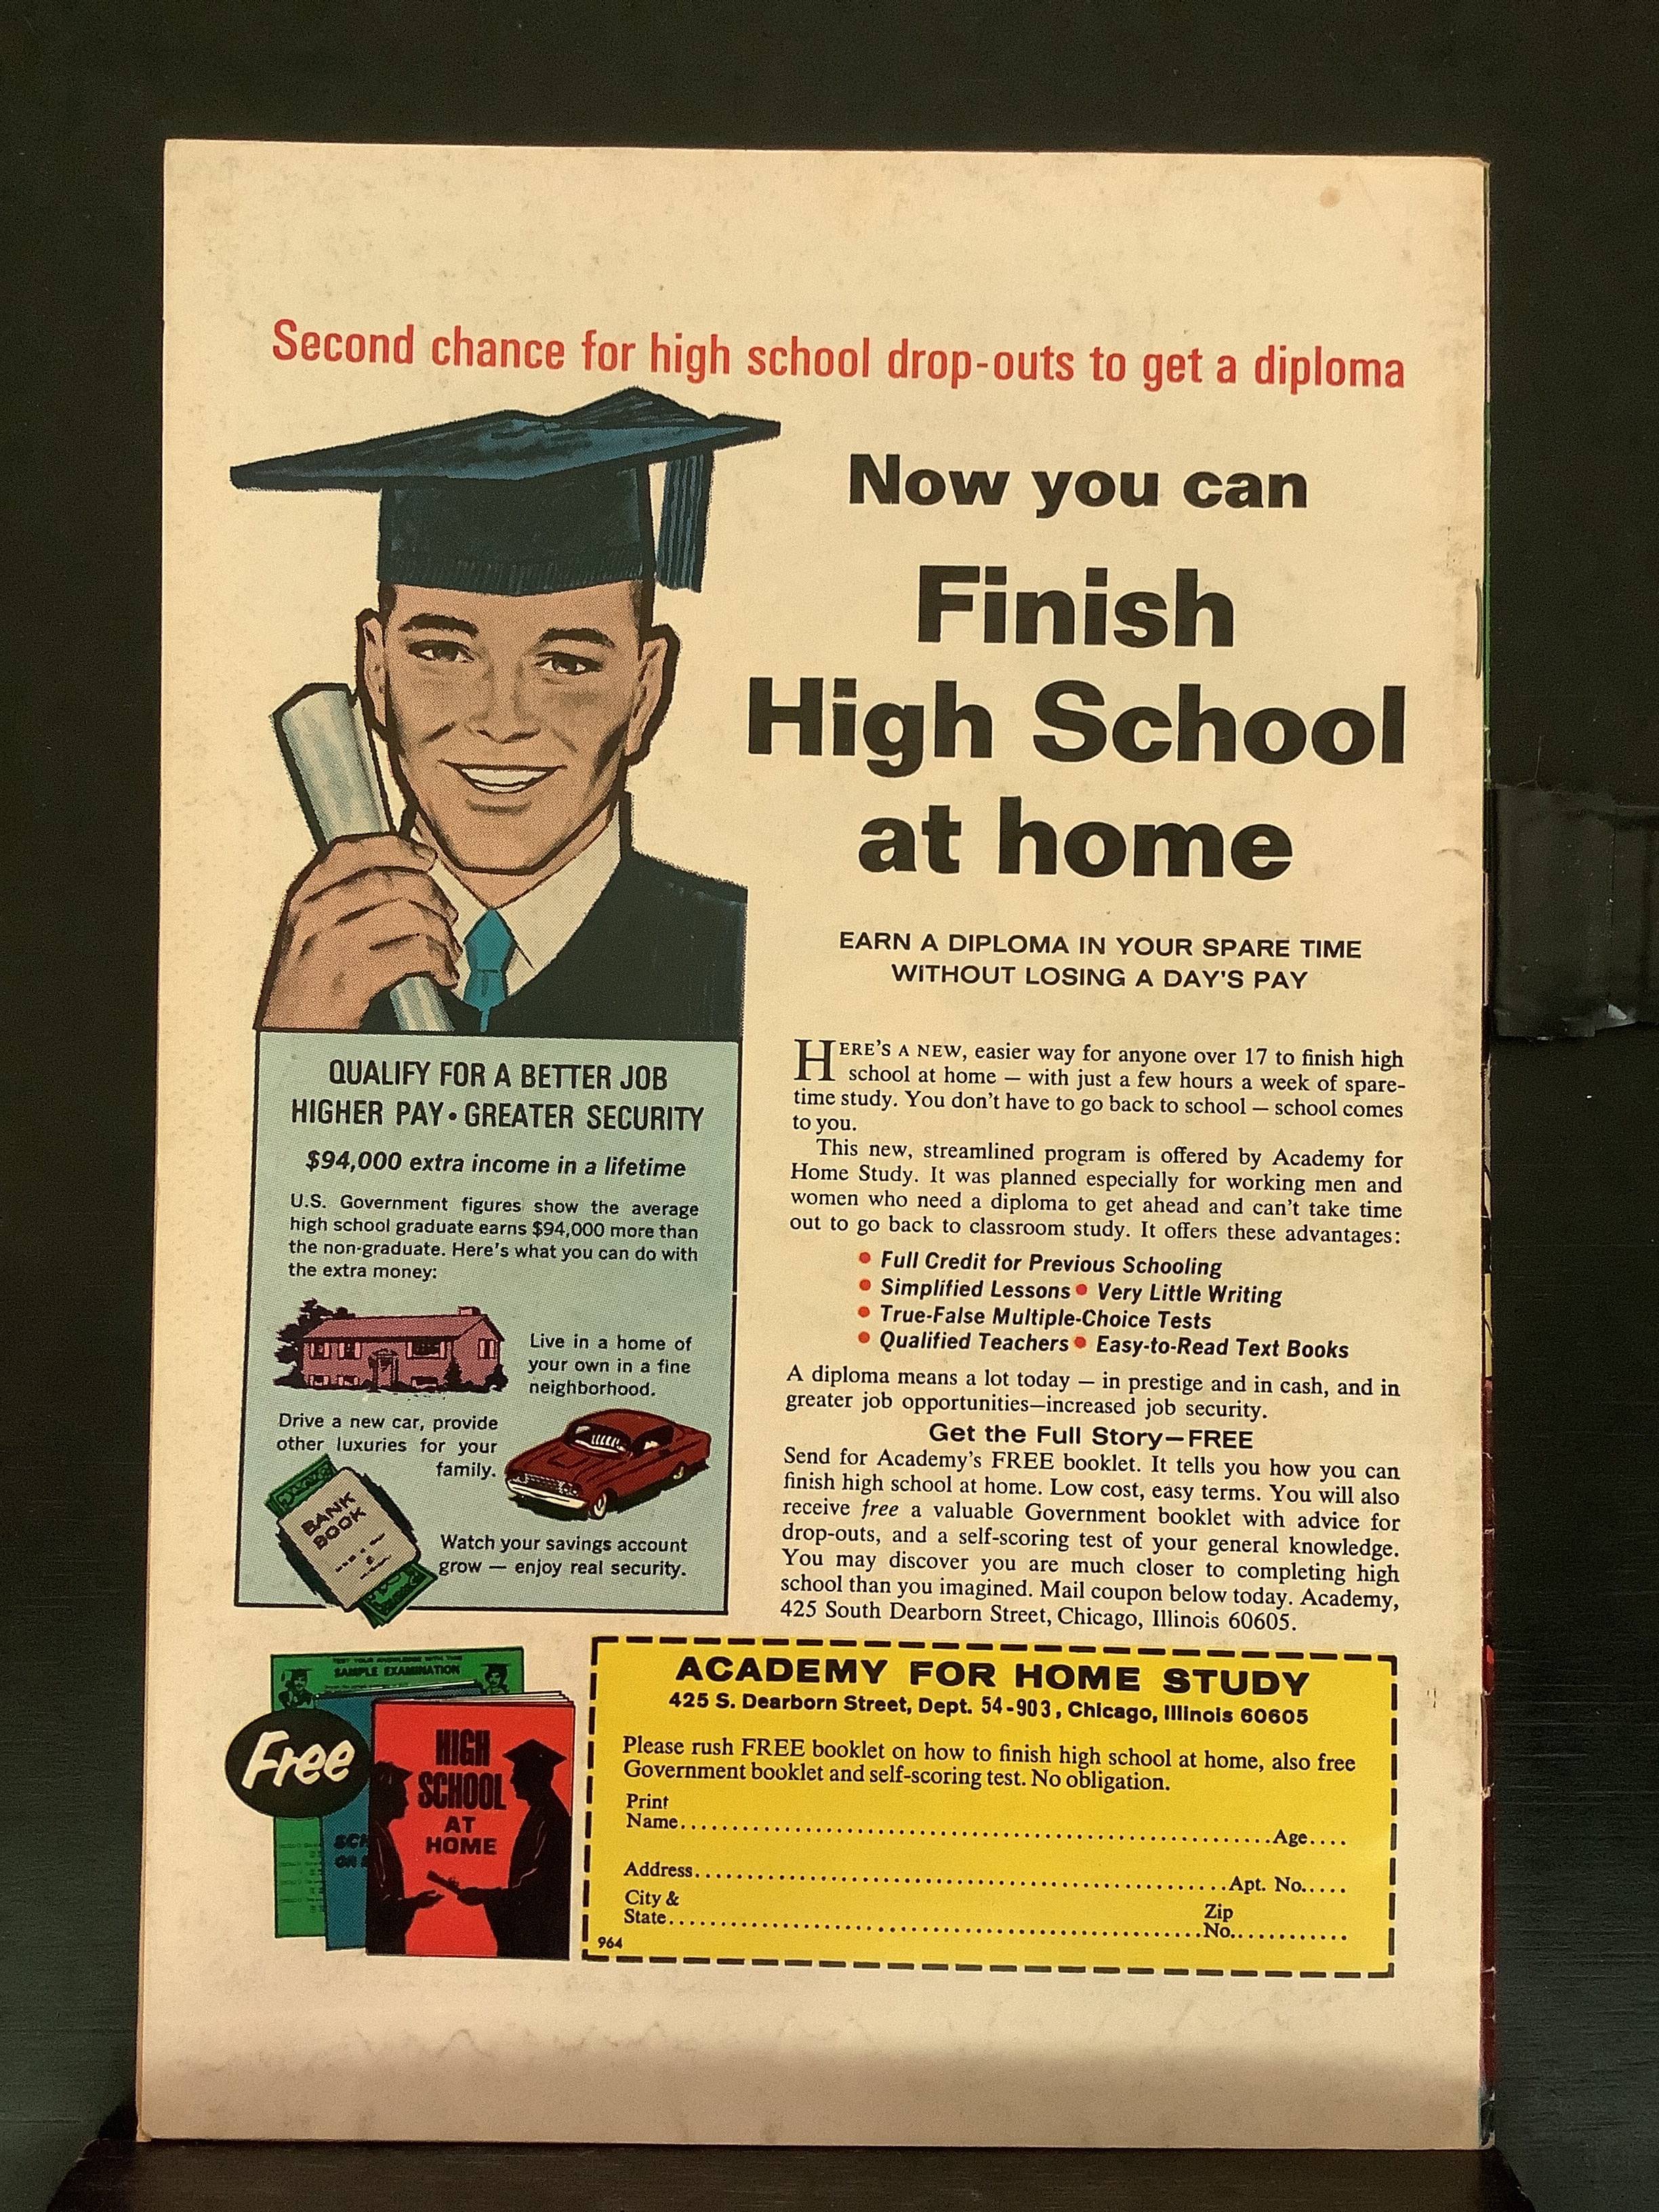 Second chance for high school drop-outs to get a diploma
Now you can
Finish
High School
at home
EARN A DIPLOMA IN YOUR SPARE TIME
WITHOUT LOSING A DAY'S PAY
QUALIFY FOR A BETTER JOB
HIGHER PAY • GREATER SECURITY
$94,000 extra income in a lifetime
U.S. Government figures show the average
high school graduate earns $94,000 more than
the non-graduate. Here's what you can do with
the extra money:
Live in a home of
your own in a fine
neighborhood.
Drive a new car, provide
other luxuries for your
family.
BANK
BOOK
Watch your savings account
grow — enjoy real security.
HERE'S A NEW, easier way for anyone over 17 to finish high
school at home — with just a few hours a week of spare-
time study. You don't have to go back to school — school comes
to you.
This new, streamlined program is offered by Academy for
Home Study. It was planned especially for working men and
women who need a diploma to get ahead and can't take time
out to go back to classroom study. It offers these advantages:
• Full Credit for Previous Schooling
• Simplified Lessons • Very Little Writing
• True-False Multiple-Choice Tests
• Qualified Teachers • Easy-to-Read Text Books
A diploma means a lot today — in prestige and in cash, and in
greater job opportunities—increased job security.
Get the Full Story—FREE
Send for Academy's FREE booklet. It tells you how you can
finish high school at home. Low cost, easy terms. You will also
receive free a valuable Government booklet with advice for
drop-outs, and a self-scoring test of your general knowledge.
You may discover you are much closer to completing high
school than you imagined. Mail coupon below today. Academy,
425 South Dearborn Street, Chicago, Illinois 60605.
TEST YOUR KNOWLEDGE WITH THIS
SAMPLE EXAMINATION
Free
SCH
OR
HIGH
SCHOOL
AT
HOME
ACADEMY FOR HOME STUDY
425 S. Dearborn Street, Dept. 54-903, Chicago, Illinois 60605
Please rush FREE booklet on how to finish high school at home, also free
Government booklet and self-scoring test. No obligation.
Print
Name Age
Address Apt. No.
City & Zip
State No.
964